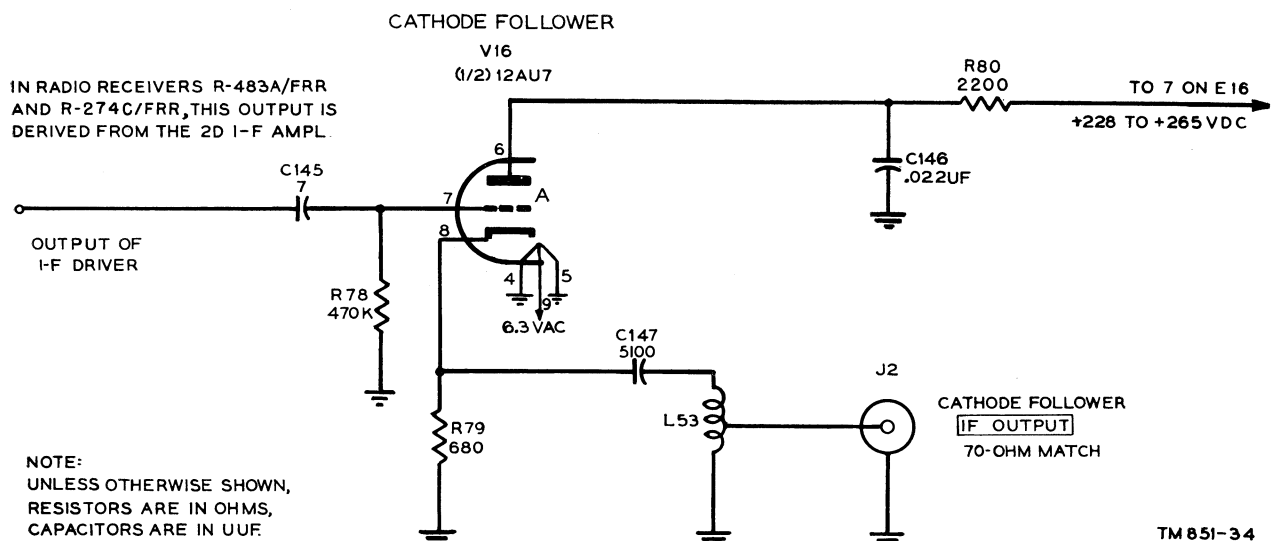 CATHODE FOLLOWER
V16
(1/2) 12AU7
IN RADIO RECEIVERS R-483A/FRR
AND R-274C/FRR, THIS OUTPUT IS
DERIVED FROM THE 2D I-F AMPL.
R80
2200
TO 7 ON E16
+228 TO +265 VDC
C146
.022UF
6
C145
7
7
A
8
OUTPUT OF
I-F DRIVER
4
5
9
6.3 VAC
R78
470K
C147
5100
J2
L53
CATHODE FOLLOWER
IF OUTPUT
70-OHM MATCH
R79
680
NOTE:
UNLESS OTHERWISE SHOWN,
RESISTORS ARE IN OHMS,
CAPACITORS ARE IN UUF.
TM 851-34